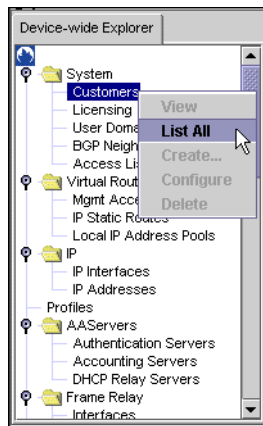 Device-wide Explorer
System
Customers
Licensing
User Doma
BGP Neigh
Access Li
Virtual Rout
Mgmt Acce
IP Static Routes
Local IP Address Pools
IP
IP Interfaces
IP Addresses
Profiles
AAServers
Authentication Servers
Accounting Servers
DHCP Relay Servers
Frame Relay
Interfaces
View
List All
Create...
Configure
Delete